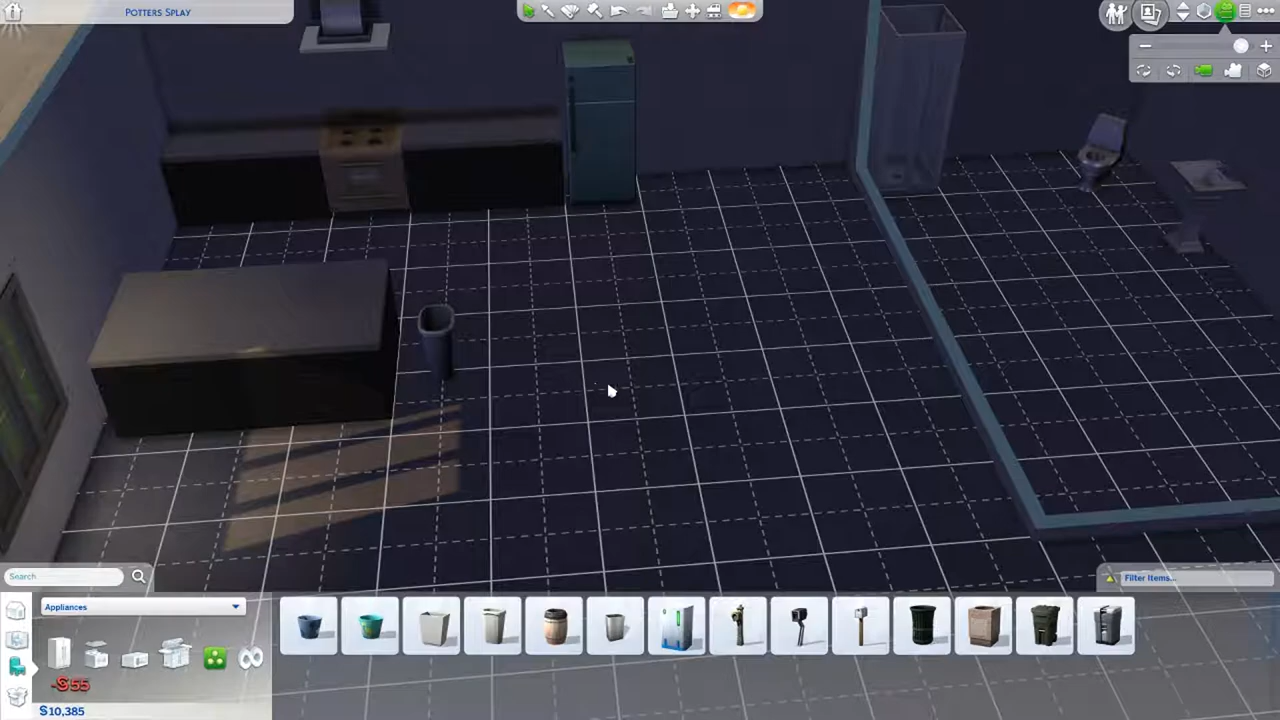 POTTERS SPLAY
Search
Filter Items...
Appliances
-§55
§10,385